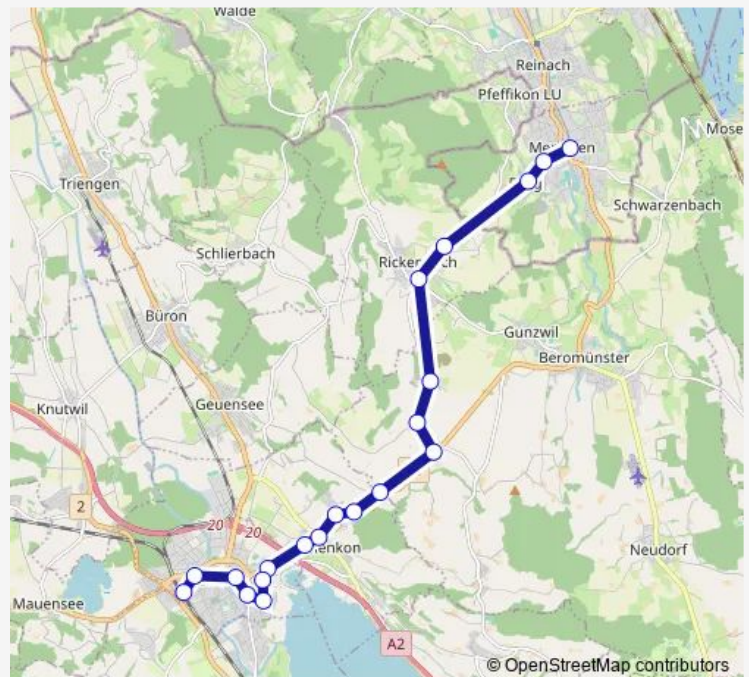 Walde
Reinach
Pfeffikon LU
Mose
Triengen
Schwarzenbach
Schlierbach
Büron
Gunzwil
Beromünster
Knutwil
Geuensee
2
20
20
Neudorf
Mauensee
A2
© OpenStreetMap contributors